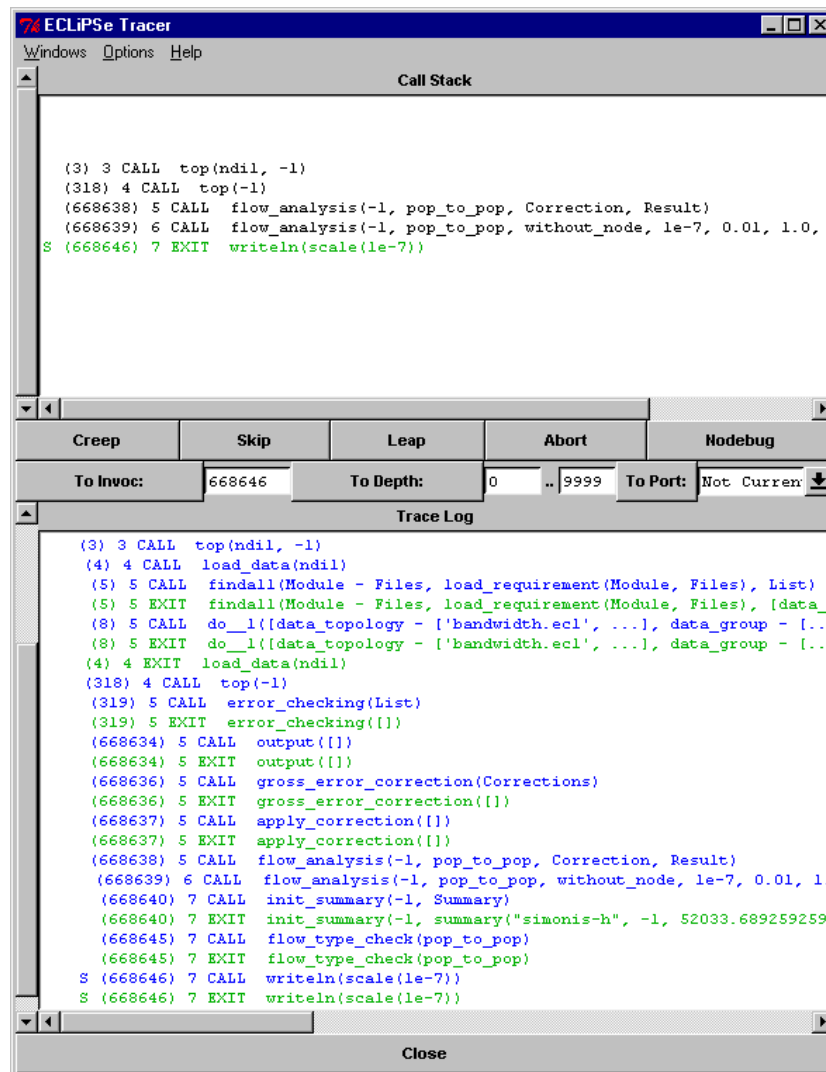 ECLiPSe Tracer
Windows Options Help
Call Stack
(3) 3 CALL top(ndil, -1)
(318) 4 CALL top(-1)
(668638) 5 CALL flow_analysis(-1, pop_to_pop, Correction, Result)
(668639) 6 CALL flow_analysis(-1, pop_to_pop, without_node, 1e-7, 0.01, 1.0,
S (668646) 7 EXIT writeln(scale(1e-7))
Creep Skip Leap Abort Nodebug
To Invoc: 668646 To Depth: 0 .. 9999 To Port: Not Curren
Trace Log
(3) 3 CALL top(ndil, -1)
(4) 4 CALL load_data(ndil)
(5) 5 CALL findall(Module - Files, load_requirement(Module, Files), List)
(5) 5 EXIT findall(Module - Files, load_requirement(Module, Files), [data_
(8) 5 CALL do__1([data_topology - ['bandwidth.ecl', ...], data_group - [..
(8) 5 EXIT do__1([data_topology - ['bandwidth.ecl', ...], data_group - [..
(4) 4 EXIT load_data(ndil)
(318) 4 CALL top(-1)
(319) 5 CALL error_checking(List)
(319) 5 EXIT error_checking([])
(668634) 5 CALL output([])
(668634) 5 EXIT output([])
(668636) 5 CALL gross_error_correction(Corrections)
(668636) 5 EXIT gross_error_correction([])
(668637) 5 CALL apply_correction([])
(668637) 5 EXIT apply_correction([])
(668638) 5 CALL flow_analysis(-1, pop_to_pop, Correction, Result)
(668639) 6 CALL flow_analysis(-1, pop_to_pop, without_node, 1e-7, 0.01, 1
(668640) 7 CALL init_summary(-1, Summary)
(668640) 7 EXIT init_summary(-1, summary("simonis-h", -1, 52033.689259259
(668645) 7 CALL flow_type_check(pop_to_pop)
(668645) 7 EXIT flow_type_check(pop_to_pop)
S (668646) 7 CALL writeln(scale(1e-7))
S (668646) 7 EXIT writeln(scale(1e-7))
Close